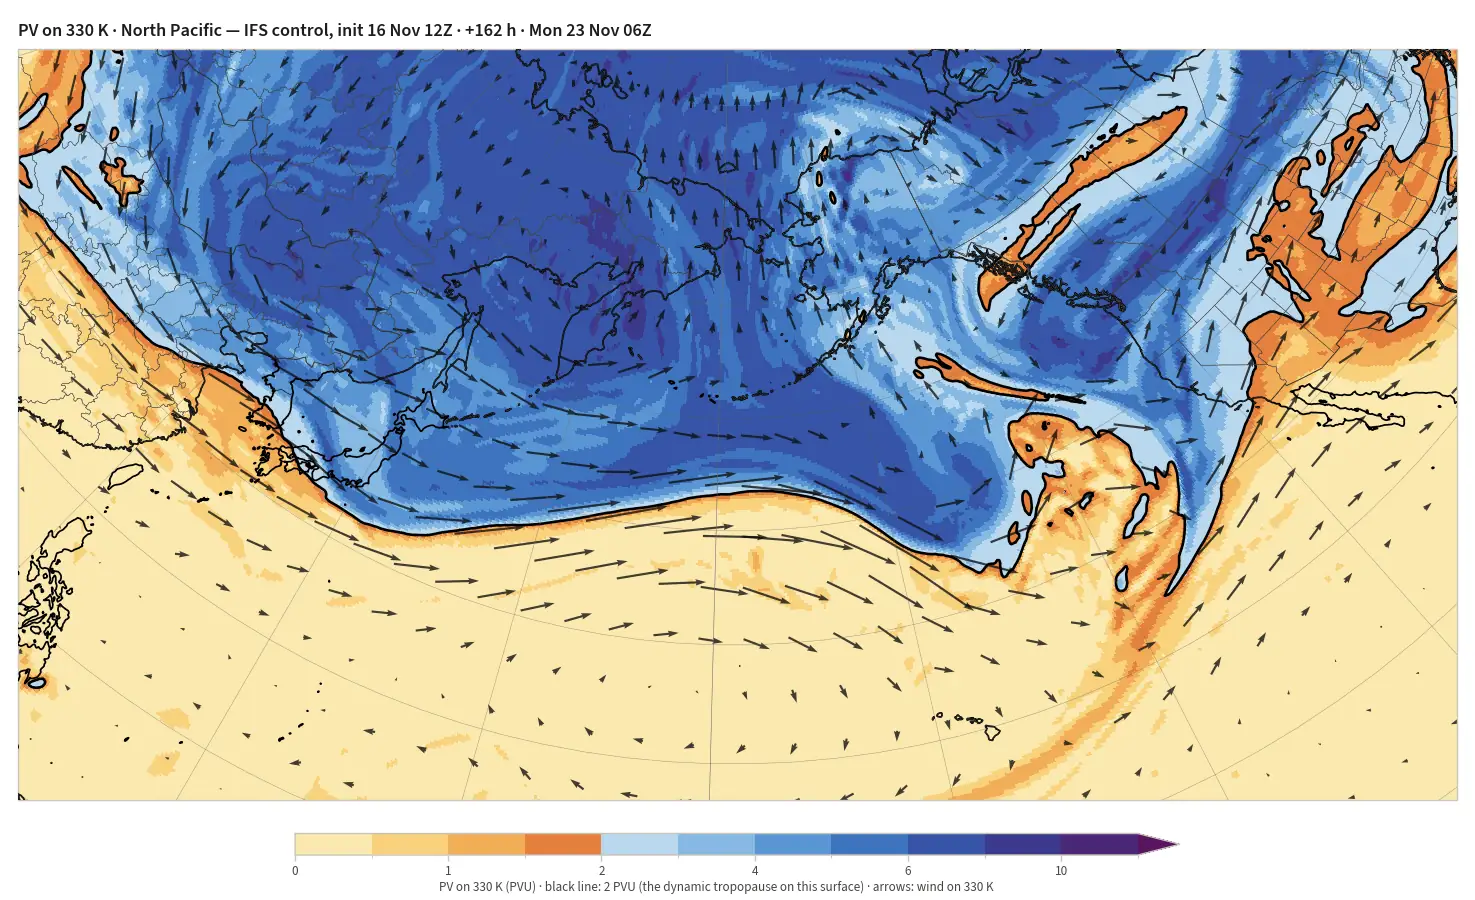 PV on 330 K · North Pacific — IFS control, init 16 Nov 12Z · +162 h · Mon 23 Nov 06Z
0 1 2 4 6 10
PV on 330 K (PVU) · black line: 2 PVU (the dynamic tropopause on this surface) · arrows: wind on 330 K